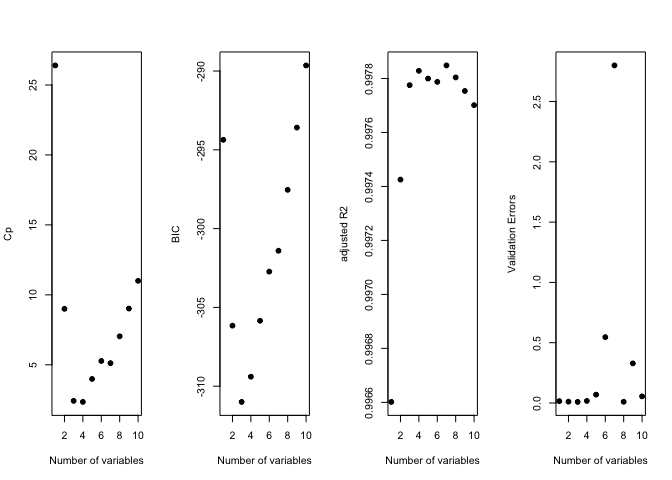 Cp
25
20
15
10
5
2 4 6 8 10
Number of variables
BIC
-290
-295
-300
-305
-310
2 4 6 8 10
Number of variables
adjusted R2
0.9978
0.9976
0.9974
0.9972
0.9970
0.9968
0.9966
2 4 6 8 10
Number of variables
Validation Errors
2.5
2.0
1.5
1.0
0.5
0.0
2 4 6 8 10
Number of variables